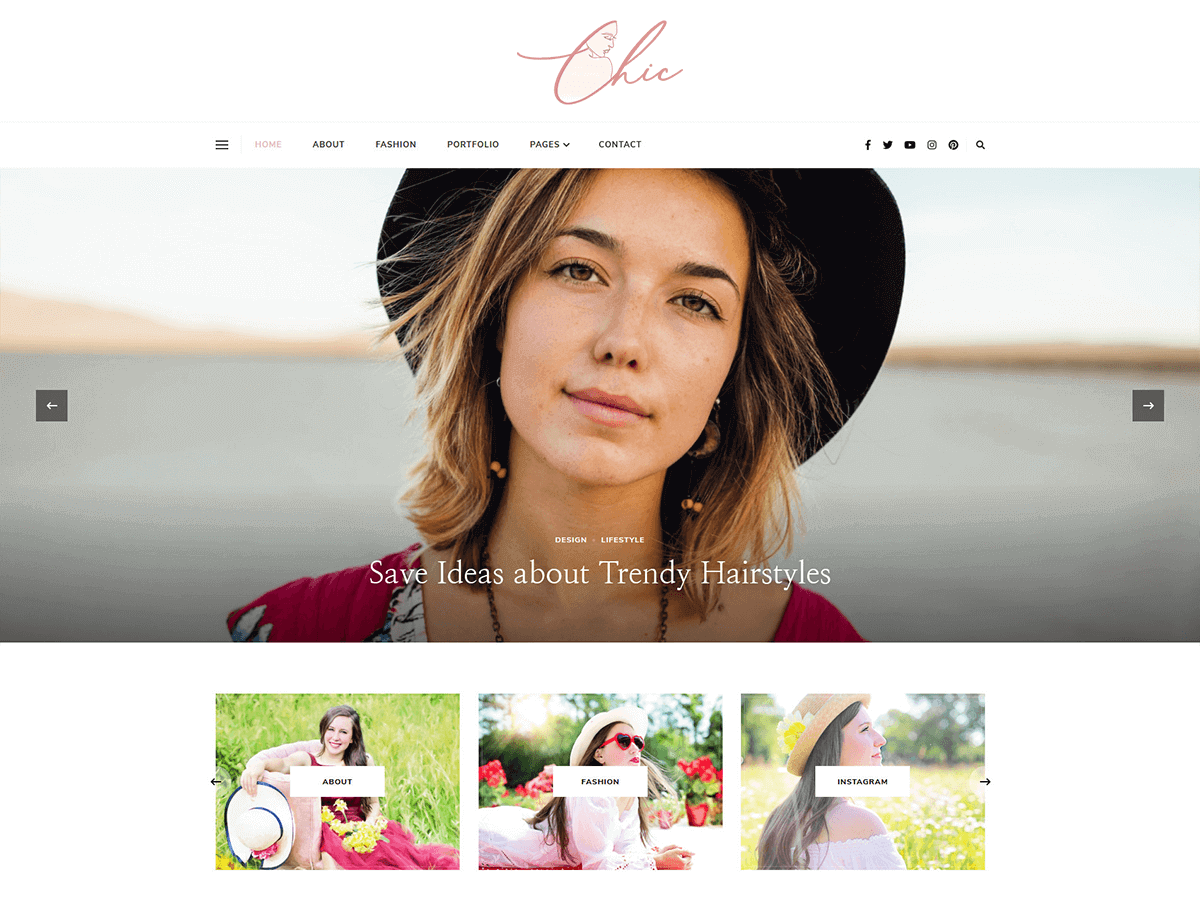 Chic
HOME ABOUT FASHION PORTFOLIO PAGES CONTACT
DESIGN LIFESTYLE
Save Ideas about Trendy Hairstyles
ABOUT FASHION INSTAGRAM